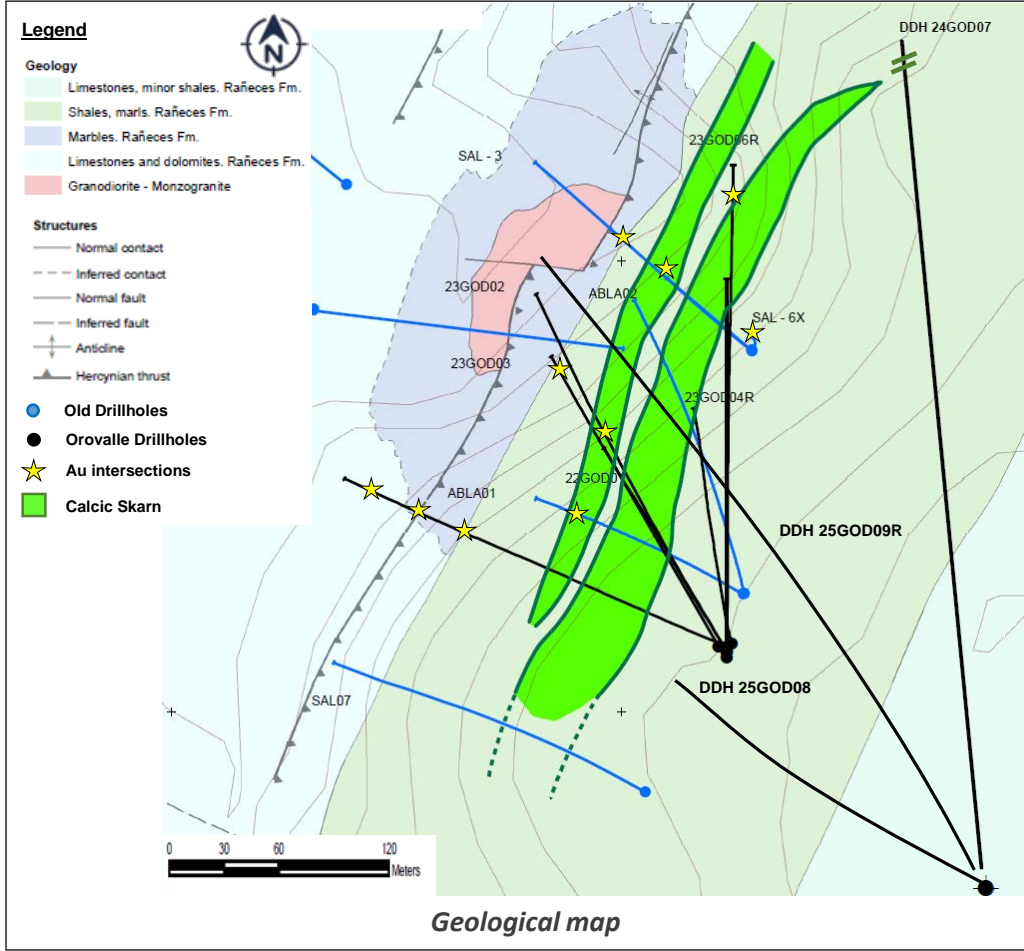 Legend
N
Geology
Limestones, minor shales. Rañeces Fm.
Shales, marls. Rañeces Fm.
Marbles. Rañeces Fm.
Limestones and dolomites. Rañeces Fm.
Granodiorite - Monzogranite
Structures
Normal contact
Inferred contact
Normal fault
Inferred fault
Anticline
Hercynian thrust
Old Drillholes
Orovalle Drillholes
Au intersections
Calcic Skarn
DDH 24GOD07
23GOD06R
SAL - 3
23GOD02
ABLA02
SAL - 6X
23GOD03
23GOD04R
22GOD0
ABLA01
DDH 25GOD09R
DDH 25GOD08
SAL07
0 30 60 120
Meters
Geological map